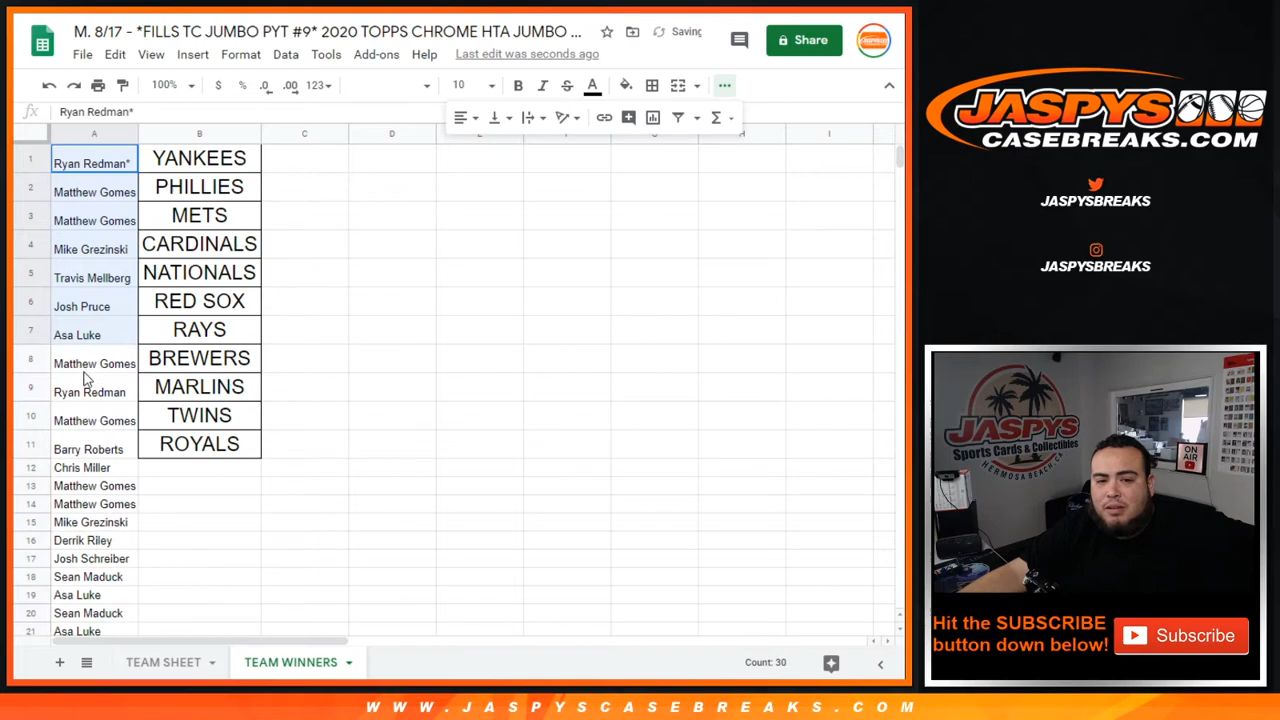 M. 8/17 - *FILLS TC JUMBO PYT #9* 2020 TOPPS CHROME HTA JUMBO ...
Saving
Share
File Edit View Insert Format Data Tools Add-ons Help Last edit was seconds ago
100% $ % .0 .00 123 10 B I S A
fx Ryan Redman*
A B C D H I
1 Ryan Redman* YANKEES
2 Matthew Gomes PHILLIES
3 Matthew Gomes METS
4 Mike Grezinski CARDINALS
5 Travis Mellberg NATIONALS
6 Josh Pruce RED SOX
7 Asa Luke RAYS
8 Matthew Gomes BREWERS
9 Ryan Redman MARLINS
10 Matthew Gomes TWINS
11 Barry Roberts ROYALS
12 Chris Miller
13 Matthew Gomes
14 Matthew Gomes
15 Mike Grezinski
16 Derrik Riley
17 Josh Schreiber
18 Sean Maduck
19 Asa Luke
20 Sean Maduck
21 Asa Luke
TEAM SHEET TEAM WINNERS Count: 30
JASPYS
CASEBREAKS.COM
JASPYSBREAKS
JASPYSBREAKS
JASPYS
Sports Cards & Collectibles
HERMOSA BEACH, CA
ON AIR
Hit the SUBSCRIBE
button down below!
Subscribe
WWW.JASPYSCASEBREAKS.COM